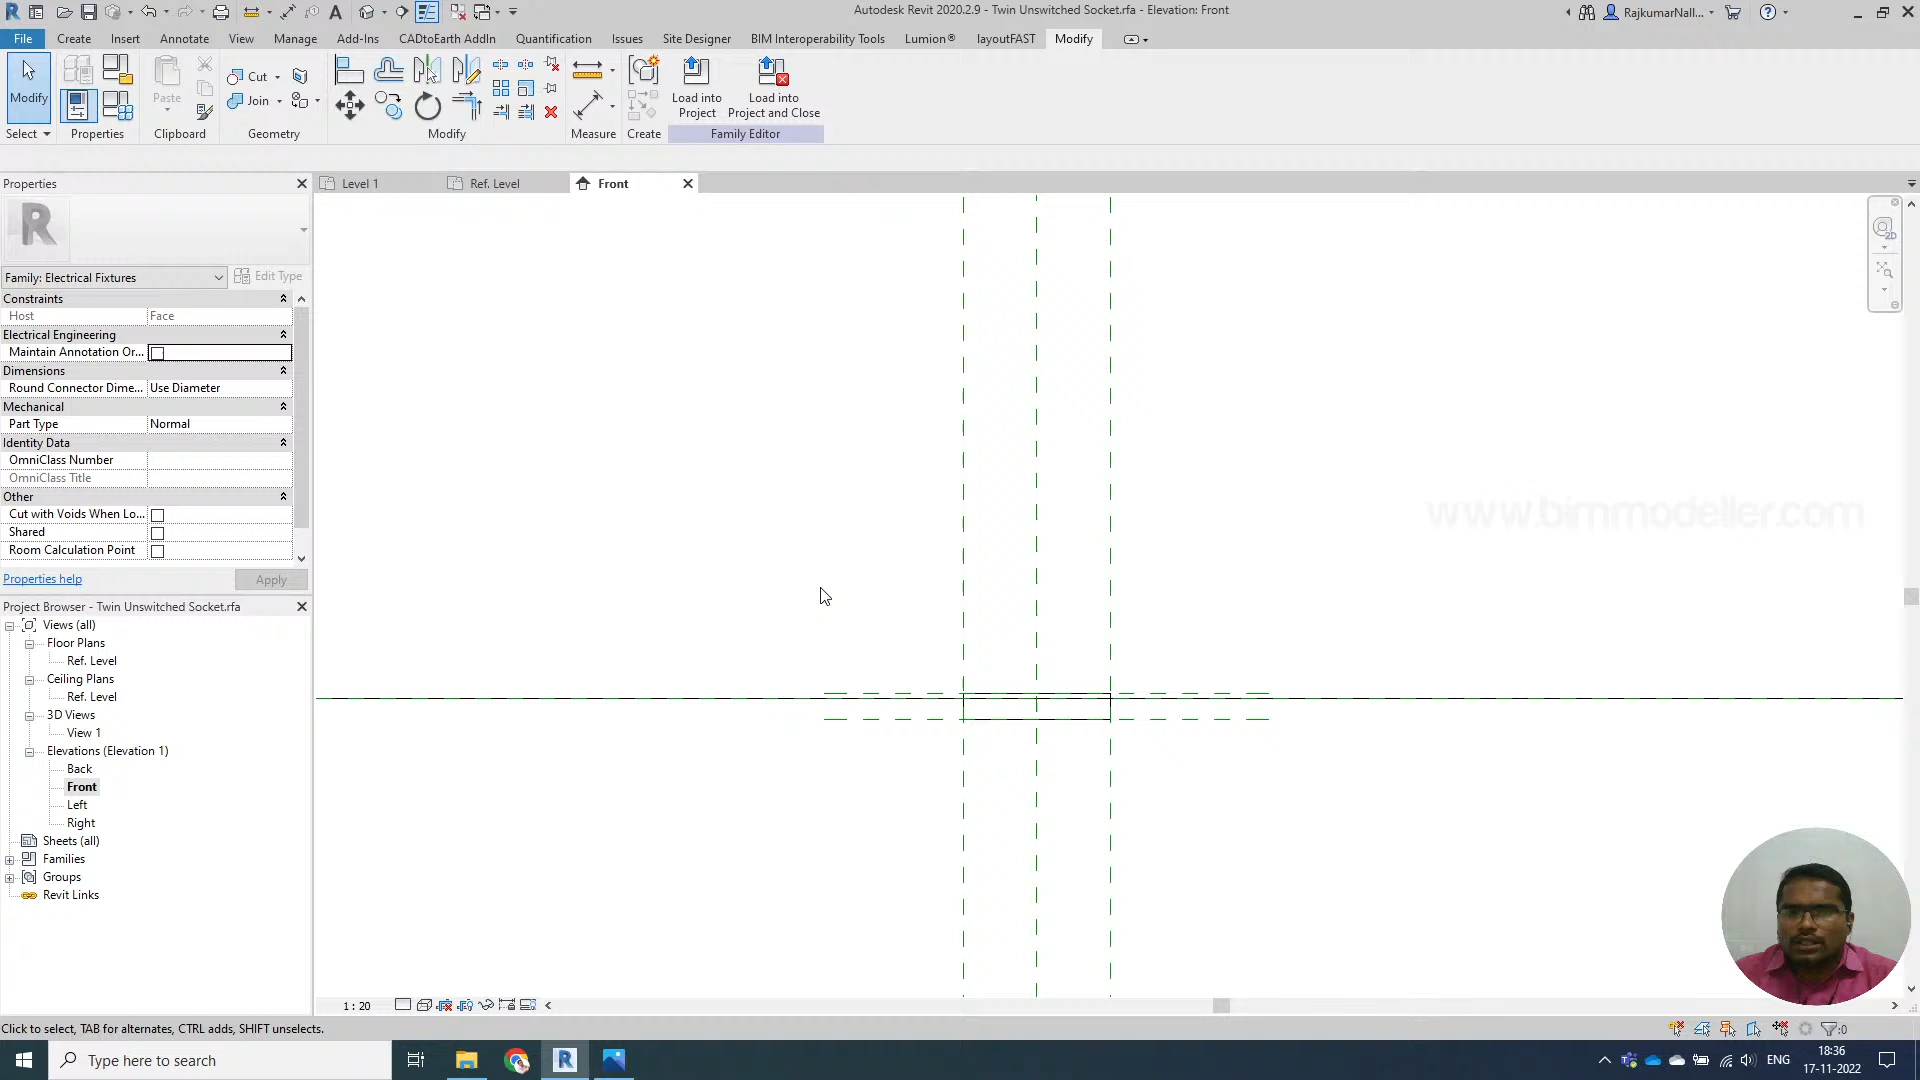 Autodesk Revit 2020.2.9 - Twin Unswitched Socket.rfa - Elevation: Front
RajkumarNall...
File Create Insert Annotate View Manage Add-Ins CADtoEarth AddIn Quantification Issues Site Designer BIM Interoperability Tools Lumion® layoutFAST Modify
Modify
Paste
Cut
Join
Load into
Project
Load into
Project and Close
Select Properties Clipboard Geometry Modify Measure Create Family Editor
Properties
Level 1
Ref. Level
Front
R
2D
Family: Electrical Fixtures
Edit Type
Constraints
Host Face
Electrical Engineering
Maintain Annotation Or...
Dimensions
Round Connector Dime... Use Diameter
Mechanical
Part Type Normal
Identity Data
OmniClass Number
OmniClass Title
Other
Cut with Voids When Lo...
Shared
Room Calculation Point
Properties help
Apply
www.bimmodeller.com
Project Browser - Twin Unswitched Socket.rfa
Views (all)
Floor Plans
Ref. Level
Ceiling Plans
Ref. Level
3D Views
View 1
Elevations (Elevation 1)
Back
Front
Left
Right
Sheets (all)
Families
Groups
Revit Links
1 : 20
Click to select, TAB for alternates, CTRL adds, SHIFT unselects.
:0
Type here to search
ENG
18:36
17-11-2022